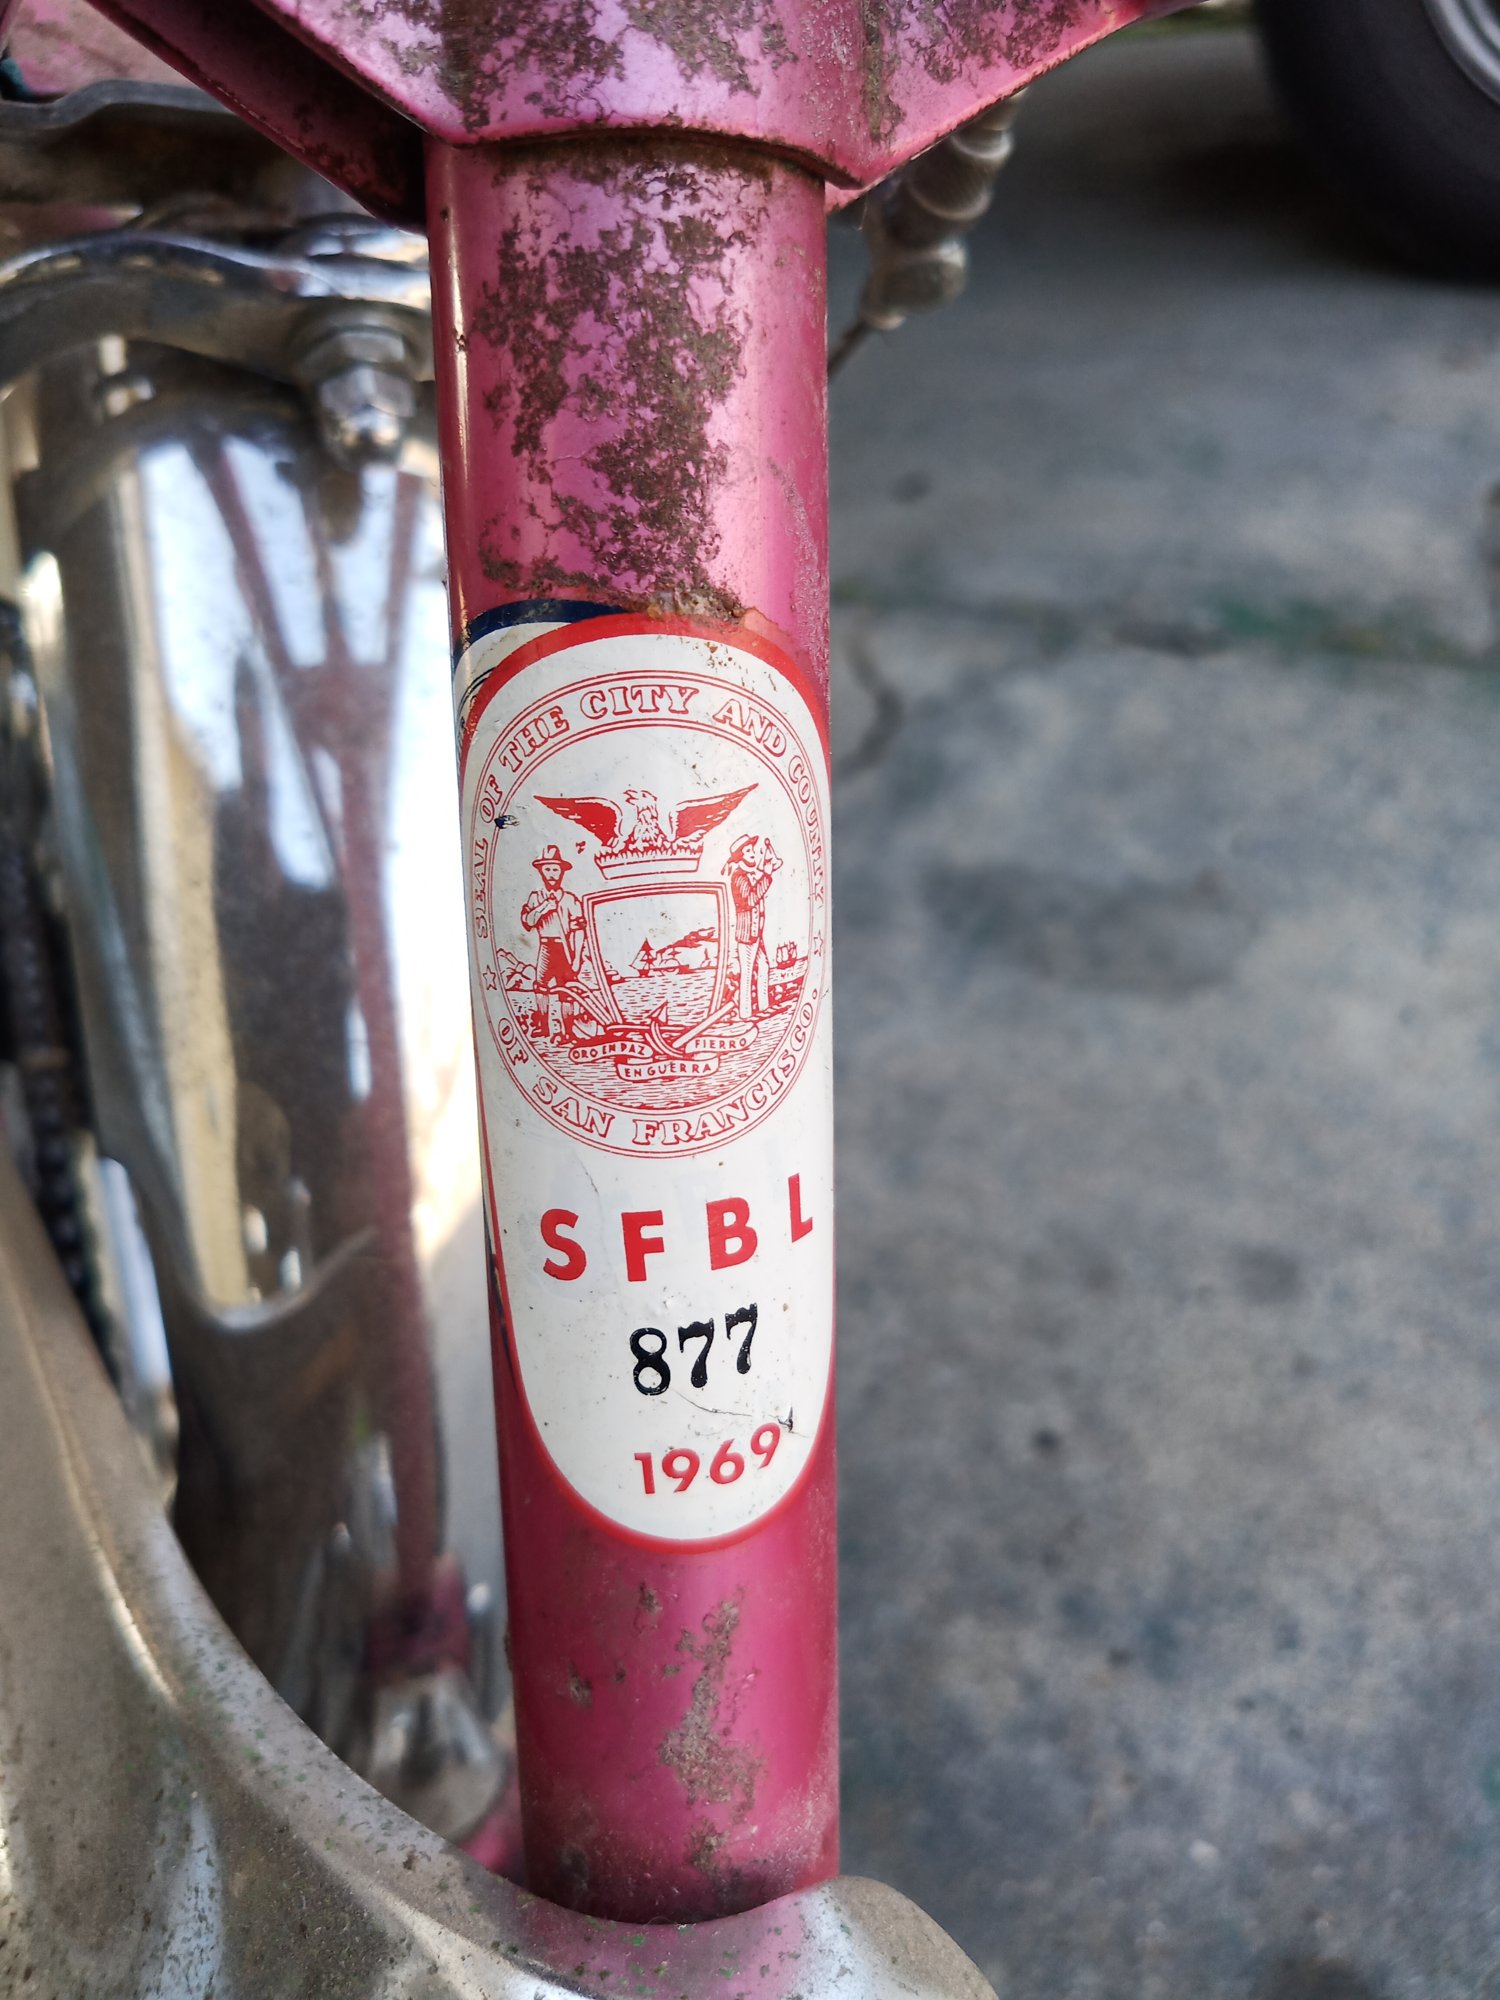 SEAL OF THE CITY AND COUNTY
OF SAN FRANCISCO.
ORO EN PAZ
FIERRO
EN GUERRA
SFBL
877
1969